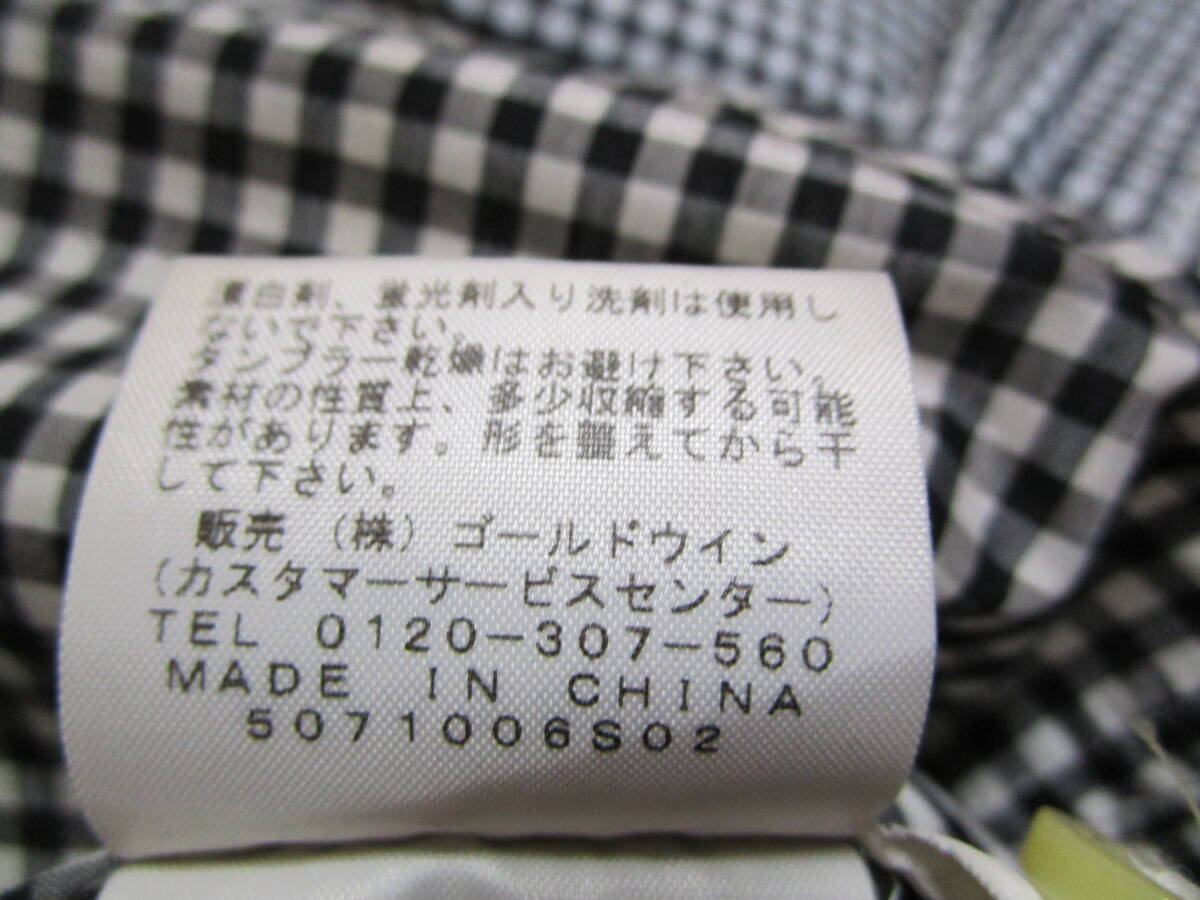 漂白剤、蛍光剤入り洗剤は使用し
ないで下さい。
タンブラー乾燥はお避け下さい。
素材の性質上、多少収縮する可能
性があります。形を整えてから干
して下さい。
販売 （株） ゴールドウイン
（カスタマーサービスセンター）
TEL 0120-307-560
MADE IN CHINA
5071006S02